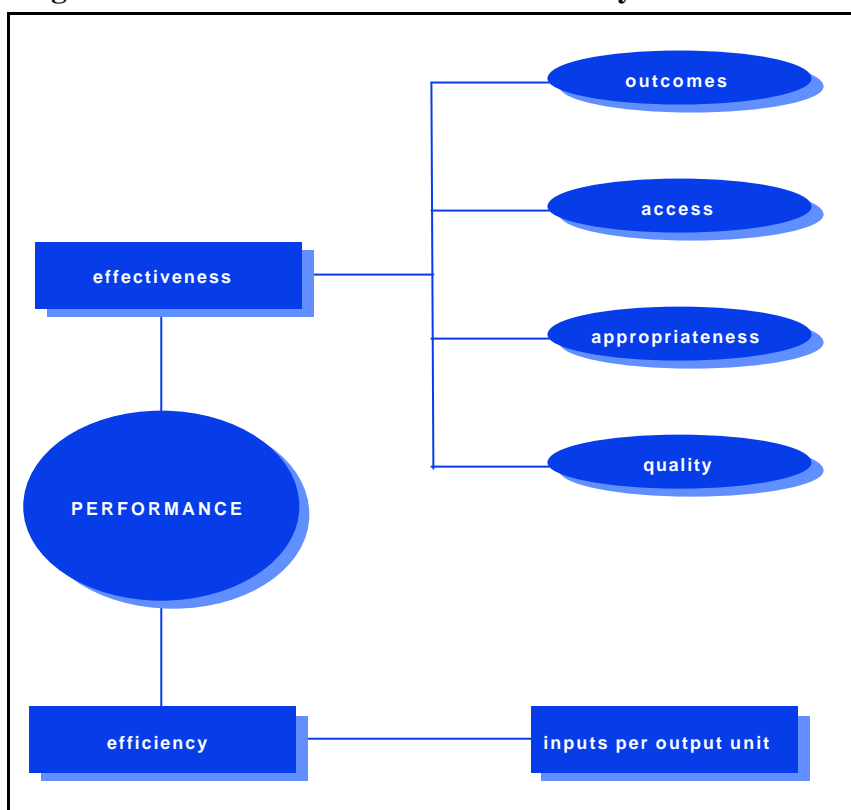 outcomes
access
effectiveness
appropriateness
quality
PERFORMANCE
efficiency
inputs per output unit